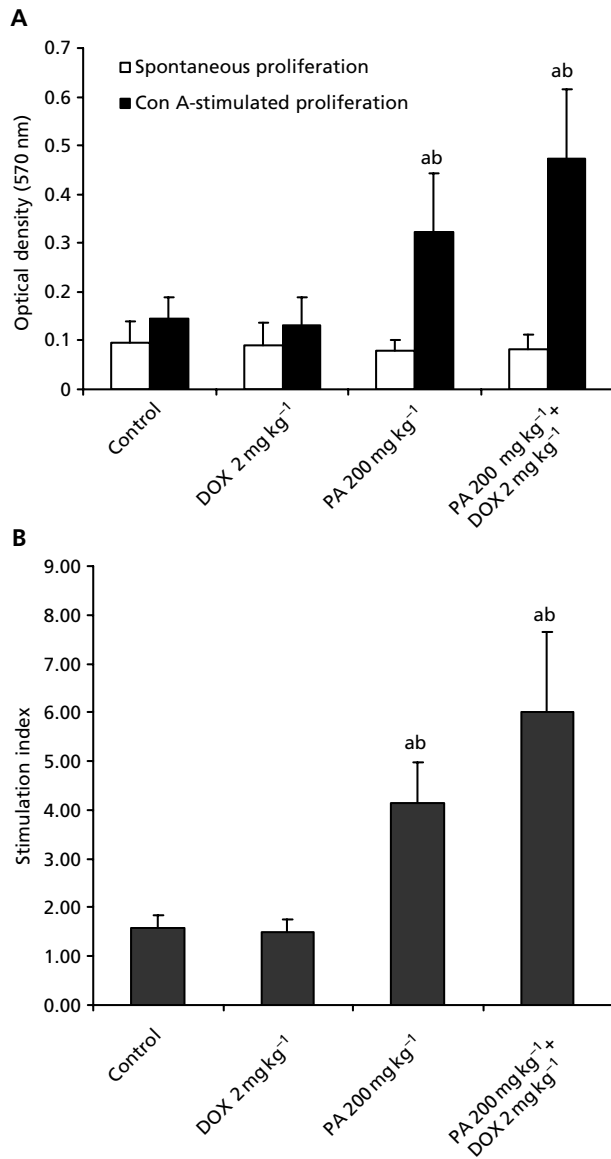 A
0.7
0.6
0.5
0.4
0.3
0.2
0.1
0
Optical density (570 nm)
Spontaneous proliferation
Con A-stimulated proliferation
ab
ab
Control
DOX 2 mg kg⁻¹
PA 200 mg kg⁻¹
PA 200 mg kg⁻¹+
DOX 2 mg kg⁻¹
B
9.00
8.00
7.00
6.00
5.00
4.00
3.00
2.00
1.00
0.00
Stimulation index
ab
ab
Control
DOX 2 mg kg⁻¹
PA 200 mg kg⁻¹
PA 200 mg kg⁻¹+
DOX 2 mg kg⁻¹